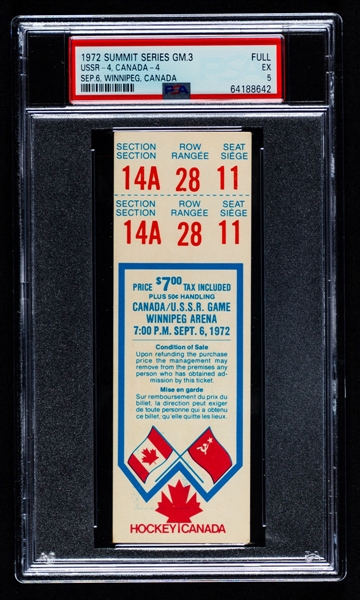 1972 SUMMIT SERIES GM.3 FULL
USSR-4, CANADA-4 EX
SEP.6, WINNIPEG, CANADA PSA 5
64188642
SECTION ROW SEAT
SECTION RANGÉE SIÈGE
14A 28 11
SECTION ROW SEAT
SECTION RANGÉE SIÈGE
14A 28 11
PRICE $7.00 TAX INCLUDED
PLUS 50¢ HANDLING
CANADA/U.S.S.R. GAME
WINNIPEG ARENA
7:00 P.M. SEPT. 6, 1972
Condition of Sale
Upon refunding the purchase
price the management may
remove from the premises any
person who has obtained ad-
mission by this ticket.
Mise en garde
Sur remboursement du prix du
billet, la direction peut exiger
de toute personne qui a obtenu
ce billet, qu'elle quitte les lieux.
HOCKEY CANADA